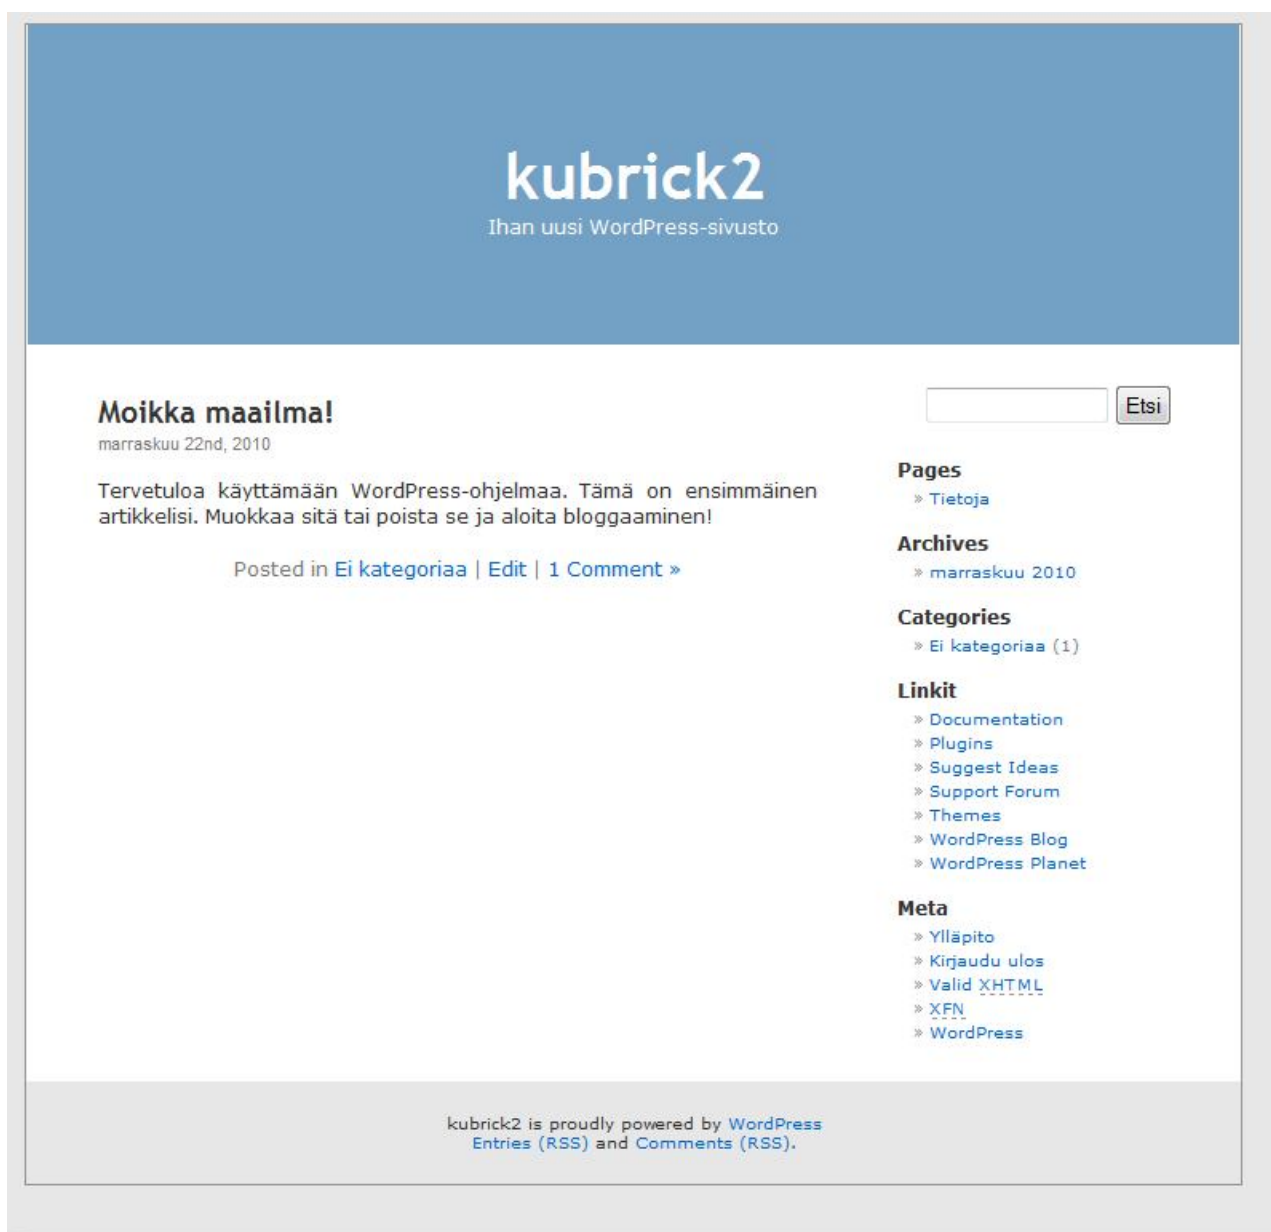 kubrick2
Ihan uusi WordPress-sivusto
Moikka maailma!
marraskuu 22nd, 2010
Tervetuloa käyttämään WordPress-ohjelmaa. Tämä on ensimmäinen
artikkelisi. Muokkaa sitä tai poista se ja aloita bloggaaminen!
Posted in Ei kategoriaa | Edit | 1 Comment »
Etsi
Pages
» Tietoja
Archives
» marraskuu 2010
Categories
» Ei kategoriaa (1)
Linkit
» Documentation
» Plugins
» Suggest Ideas
» Support Forum
» Themes
» WordPress Blog
» WordPress Planet
Meta
» Ylläpito
» Kirjaudu ulos
» Valid XHTML
» XFN
» WordPress
kubrick2 is proudly powered by WordPress
Entries (RSS) and Comments (RSS).